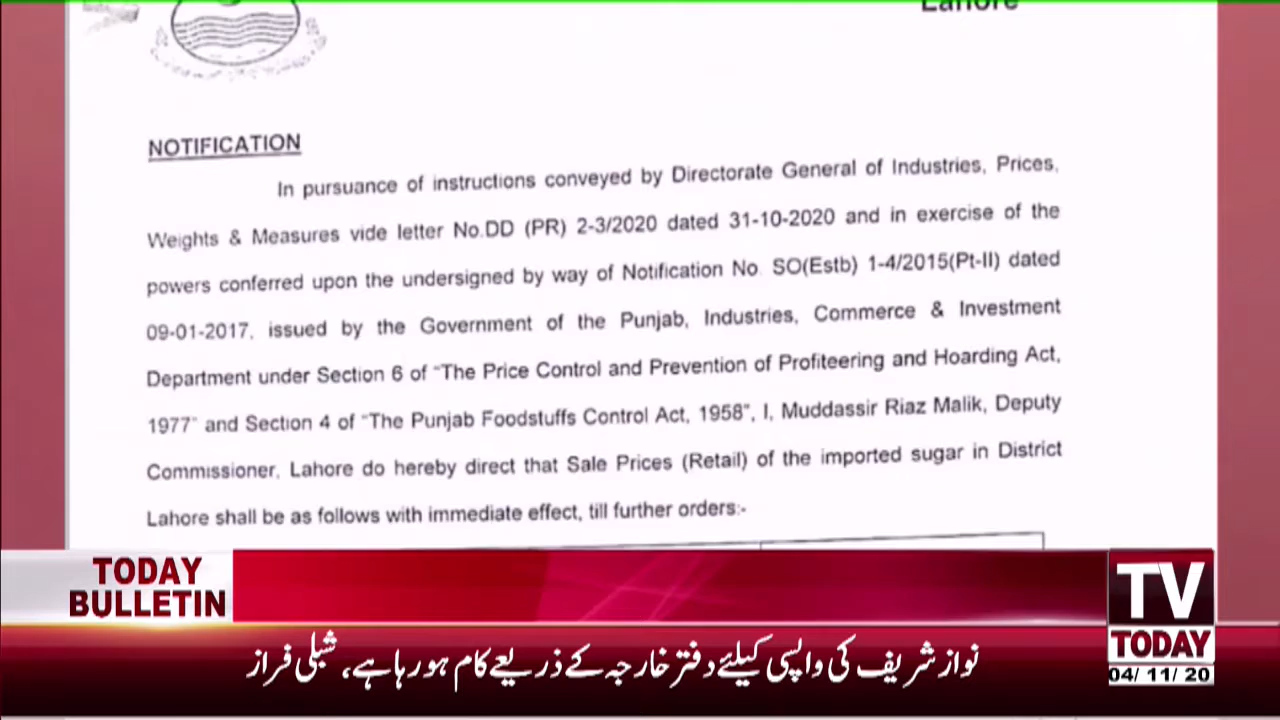 Lahore
NOTIFICATION
In pursuance of instructions conveyed by Directorate General of Industries, Prices,
Weights & Measures vide letter No.DD (PR) 2-3/2020 dated 31-10-2020 and in exercise of the
powers conferred upon the undersigned by way of Notification No. SO(Estb) 1-4/2015(Pt-II) dated
09-01-2017, issued by the Government of the Punjab, Industries, Commerce & Investment
Department under Section 6 of "The Price Control and Prevention of Profiteering and Hoarding Act,
1977" and Section 4 of "The Punjab Foodstuffs Control Act, 1958", I, Muddassir Riaz Malik, Deputy
Commissioner, Lahore do hereby direct that Sale Prices (Retail) of the imported sugar in District
Lahore shall be as follows with immediate effect, till further orders:-
TODAY
BULLETIN
TV
TODAY
04/ 11/ 20
نواز شریف کی واپسی کیلئے دفتر خارجہ کے ذریعے کام ہورہا ہے، شبلی فراز